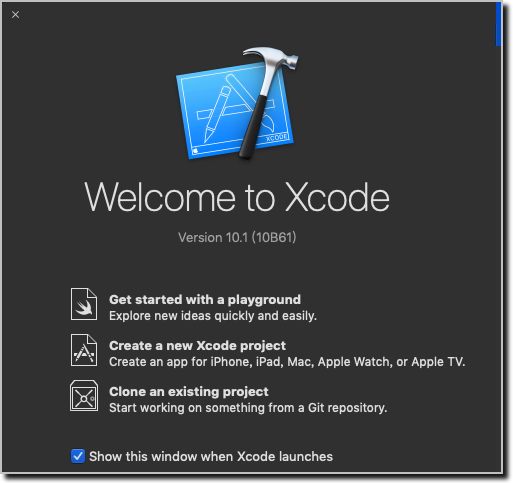 XCODE
Welcome to Xcode
Version 10.1 (10B61)
Get started with a playground
Explore new ideas quickly and easily.
Create a new Xcode project
Create an app for iPhone, iPad, Mac, Apple Watch, or Apple TV.
Clone an existing project
Start working on something from a Git repository.
Show this window when Xcode launches